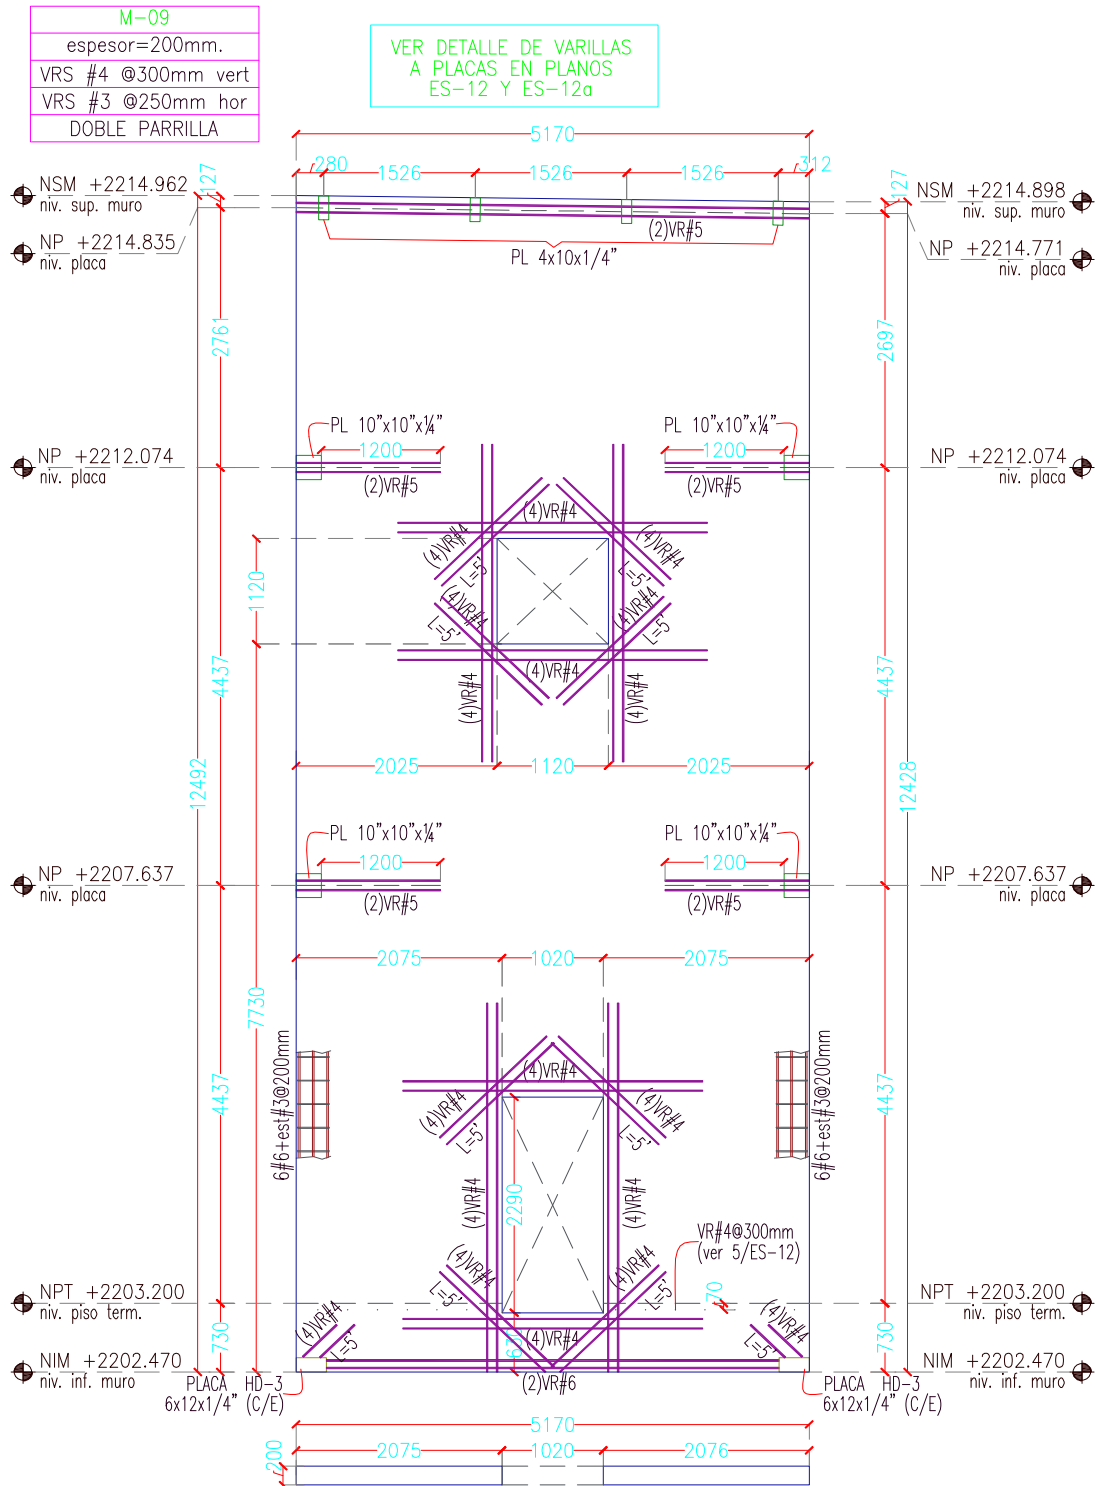 M-09
espesor=200mm.
VRS #4 @300mm vert
VRS #3 @250mm hor
DOBLE PARRILLA
VER DETALLE DE VARILLAS
A PLACAS EN PLANOS
ES-12 Y ES-12a
5170
280
1526
1526
1526
312
127
127
NSM +2214.962
niv. sup. muro
NSM +2214.898
niv. sup. muro
(2)VR#5
PL 4x10x1/4"
NP +2214.835
niv. placa
NP +2214.771
niv. placa
2761
2697
PL 10"x10"x¼"
PL 10"x10"x¼"
1200
1200
NP +2212.074
niv. placa
NP +2212.074
niv. placa
(2)VR#5
(2)VR#5
(4)VR#4
(4)VR#4
L=5'
(4)VR#4
L=5'
1120
(4)VR#4
L=5'
(4)VR#4
L=5'
(4)VR#4
(4)VR#4
(4)VR#4
4437
4437
2025
1120
2025
12492
12428
PL 10"x10"x¼"
PL 10"x10"x¼"
1200
1200
NP +2207.637
niv. placa
NP +2207.637
niv. placa
(2)VR#5
(2)VR#5
2075
1020
2075
7730
4437
4437
6#6+est#3@200mm
6#6+est#3@200mm
(4)VR#4
(4)VR#4
L=5'
(4)VR#4
L=5'
(4)VR#4
2290
(4)VR#4
VR#4@300mm
(ver 5/ES-12)
(4)VR#4
L=5'
(4)VR#4
L=5'
70
NPT +2203.200
niv. piso term.
NPT +2203.200
niv. piso term.
730
730
(4)VR#4
L=5'
(4)VR#4
L=5'
(4)VR#4
630
NIM +2202.470
niv. inf. muro
NIM +2202.470
niv. inf. muro
(2)VR#6
PLACA HD-3
6x12x1/4" (C/E)
PLACA HD-3
6x12x1/4" (C/E)
5170
2075
1020
2076
200